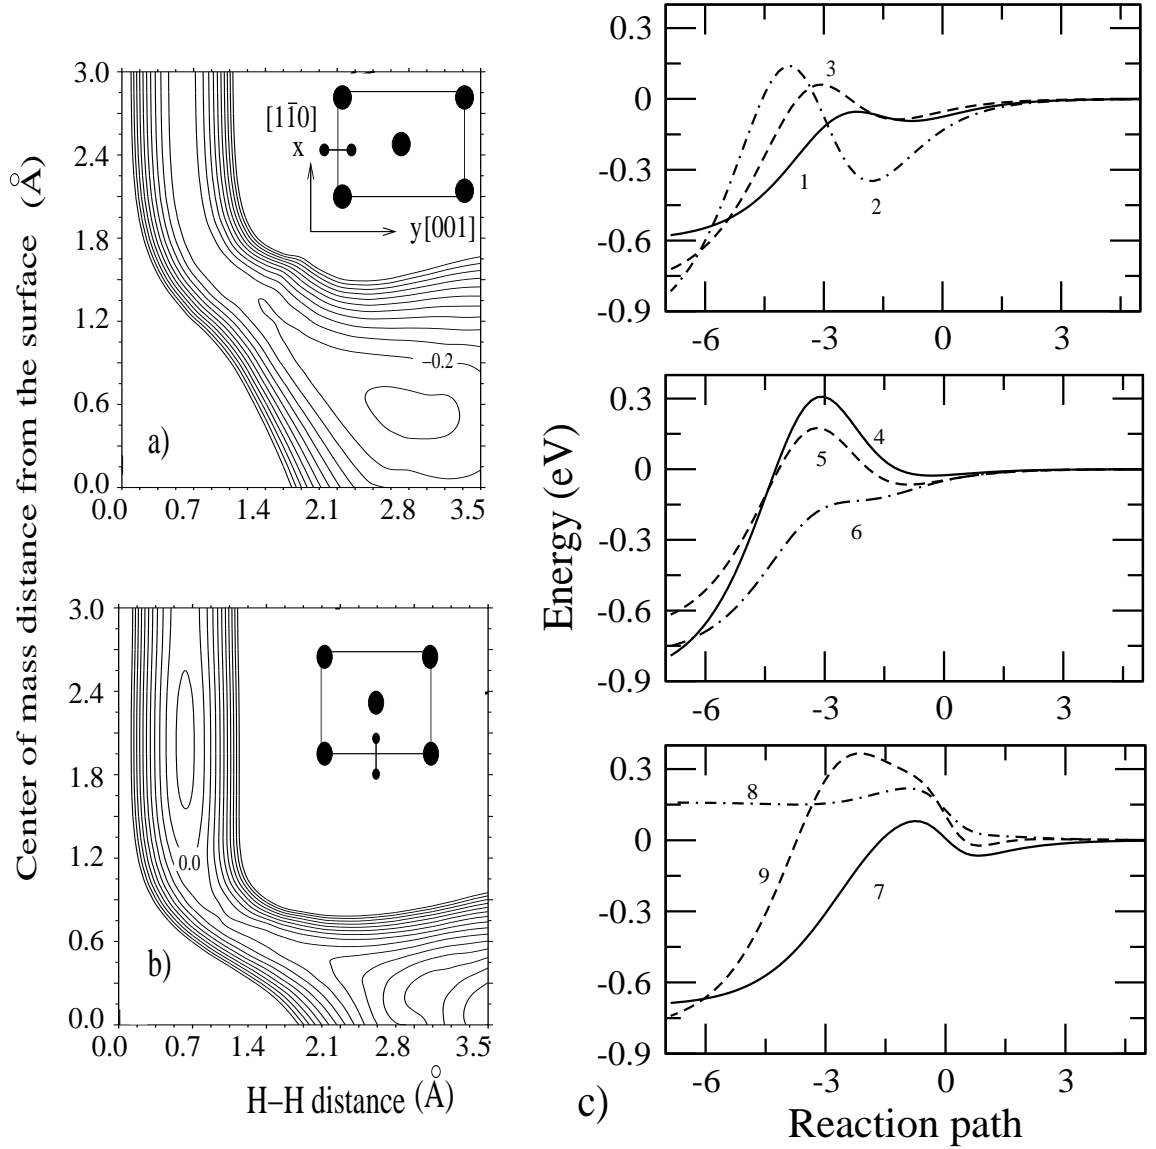 Center of mass distance from the surface (Å)
3.0
2.4
1.8
1.2
0.6
0.0
0.0 0.7 1.4 2.1 2.8 3.5
[11̄0]
x
y[001]
−0.2
a)
3.0
2.4
1.8
1.2
0.6
0.0
0.0 0.7 1.4 2.1 2.8 3.5
0.0
b)
H−H distance (Å)
c)
Energy (eV)
0.3
0
-0.3
-0.6
-0.9
-6 -3 0 3
3
1
2
0.3
0
-0.3
-0.6
-0.9
-6 -3 0 3
4
5
6
0.3
0
-0.3
-0.6
-0.9
-6 -3 0 3
8
9
7
Reaction path